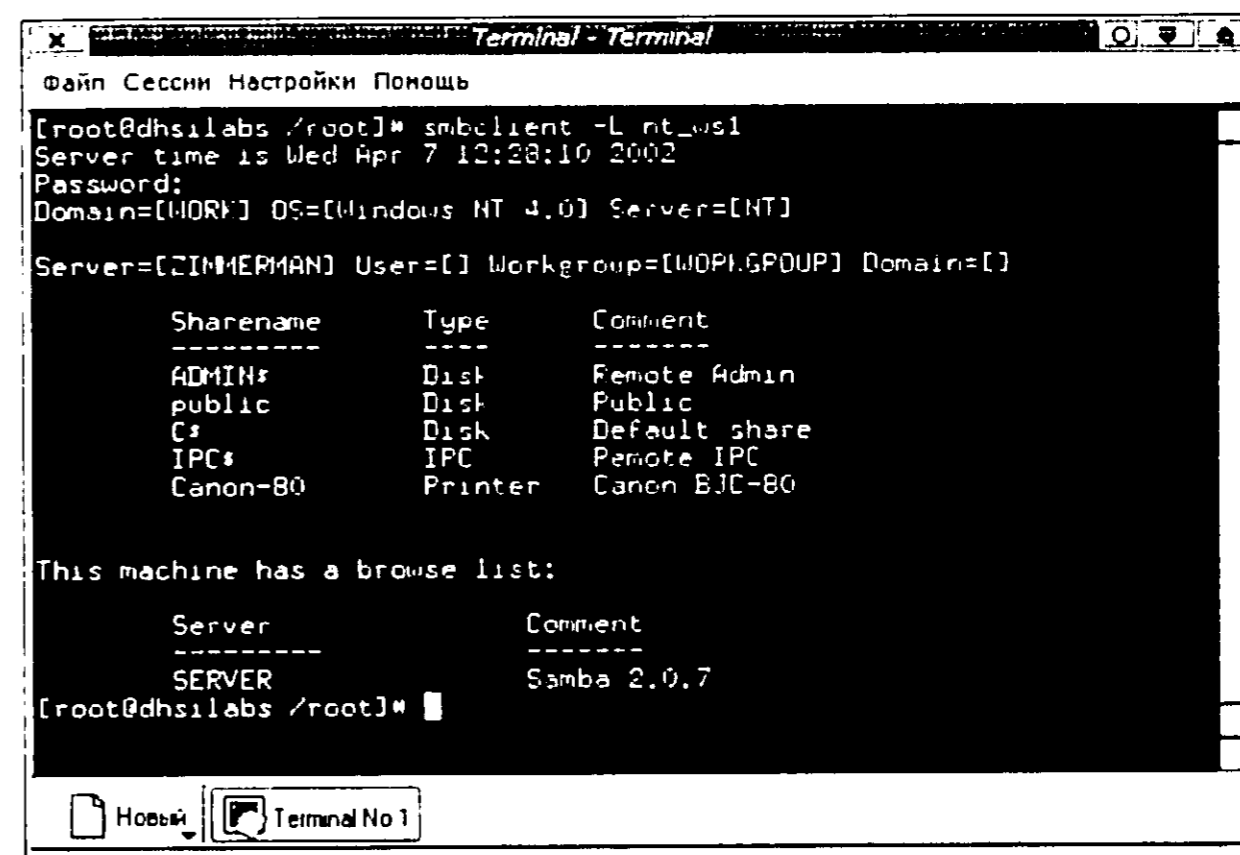 Terminal - Terminal
Файл Сессии Настройки Помощь
[root@dhsilabs /root]# smbclient -L nt_ws1
Server time is Wed Apr 7 12:28:10 2002
Password:
Domain=[WORK] OS=[Windows NT 4.0] Server=[NT]
Server=[ZIMMERMAN] User=[] Workgroup=[WORKGROUP] Domain=[]
Sharename Type Comment
--------- ---- -------
ADMIN$ Disk Remote Admin
public Disk Public
C$ Disk Default share
IPC$ IPC Remote IPC
Canon-80 Printer Canon BJC-80
This machine has a browse list:
Server Comment
--------- -------
SERVER Samba 2.0.7
[root@dhsilabs /root]#
Новый Terminal No 1